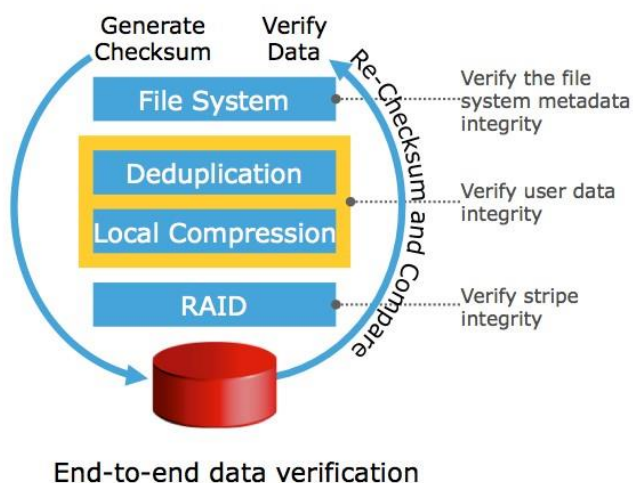 Generate
Checksum
Verify
Data
Re-Checksum and Compare
File System
Verify the file
system metadata
integrity
Deduplication
Local Compression
Verify user data
integrity
RAID
Verify stripe
integrity
End-to-end data verification